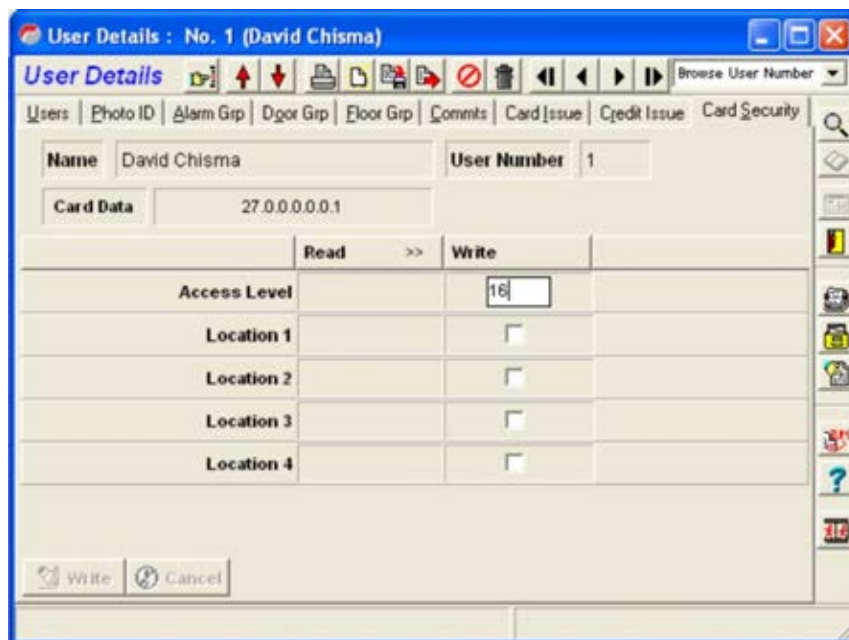 User Details : No. 1 (David Chisma)
User Details Browse User Number
Users Photo ID Alarm Grp Door Grp Floor Grp Commts Card Issue Credit Issue Card Security
Name David Chisma User Number 1
Card Data 27.0.0.0.0.0.1
Read >> Write
Access Level 16
Location 1
Location 2
Location 3
Location 4
Write Cancel